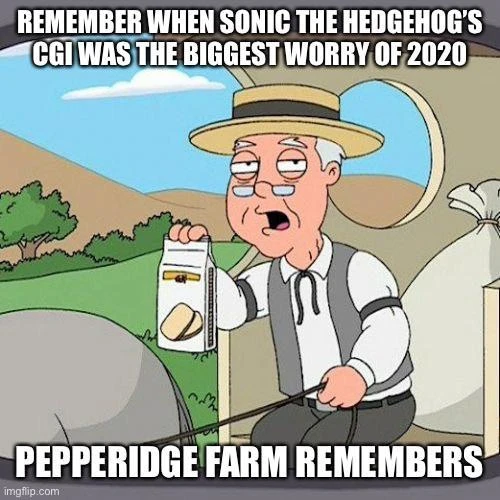 REMEMBER WHEN SONIC THE HEDGEHOG’S
CGI WAS THE BIGGEST WORRY OF 2020
PEPPERIDGE FARM REMEMBERS
imgflip.com